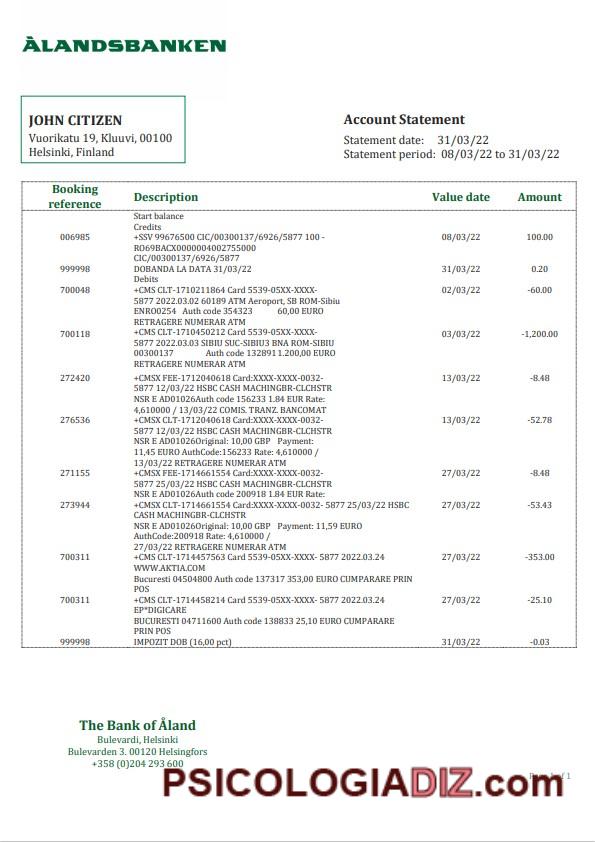 ÅLANDSBANKEN
JOHN CITIZEN
Vuorikatu 19, Kluuvi, 00100
Helsinki, Finland
Account Statement
Statement date: 31/03/22
Statement period: 08/03/22 to 31/03/22
Booking reference Description Value date Amount
Start balance
Credits
006985 +SSV 99676500 CIC/00300137/6926/5877 100 - 08/03/22 100.00
RO69BACX0000004002755000
CIC/00300137/6926/5877
999998 DOBANDA LA DATA 31/03/22 31/03/22 0.20
Debits
700048 +CMS CLT-1710211864 Card 5539-05XX-XXXX- 02/03/22 -60.00
5877 2022.03.02 60189 ATM Aeroport, SB ROM-Sibiu
ENRO0254 Auth code 354323 60,00 EURO
RETRAGERE NUMERAR ATM
700118 +CMS CLT-1710450212 Card 5539-05XX-XXXX- 03/03/22 -1,200.00
5877 2022.03.03 SIBIU SUC-SIBIU3 BNA ROM-SIBIU
00300137 Auth code 1328911.200,00 EURO
RETRAGERE NUMERAR ATM
272420 +CMSX FEE-1712040618 Card:XXXX-XXXX-0032- 13/03/22 -8.48
5877 12/03/22 HSBC CASH MACHINGBR-CLCHSTR
NSR E AD01026Auth code 156233 1.84 EUR Rate:
4,610000 / 13/03/22 COMIS. TRANZ. BANCOMAT
276536 +CMSX CLT-1712040618 Card:XXXX-XXXX-0032- 13/03/22 -52.78
5877 12/03/22 HSBC CASH MACHINGBR-CLCHSTR
NSR E AD01026Original: 10,00 GBP Payment:
11,45 EURO AuthCode:156233 Rate: 4,610000 /
13/03/22 RETRAGERE NUMERAR ATM
271155 +CMSX FEE-1714661554 Card:XXXX-XXXX-0032- 27/03/22 -8.48
5877 25/03/22 HSBC CASH MACHINGBR-CLCHSTR
NSR E AD01026Auth code 200918 1.84 EUR Rate:
273944 +CMSX CLT-1714661554 Card:XXXX-XXXX-0032- 5877 25/03/22 HSBC 27/03/22 -53.43
CASH MACHINGBR-CLCHSTR
NSR E AD01026Original: 10,00 GBP Payment: 11,59 EURO
AuthCode:200918 Rate: 4,610000 /
27/03/22 RETRAGERE NUMERAR ATM
700311 +CMS CLT-1714457563 Card 5539-05XX-XXXX- 5877 2022.03.24 27/03/22 -353.00
WWW.AKTIA.COM
Bucuresti 04504800 Auth code 137317 353,00 EURO CUMPARARE PRIN
POS
700311 +CMS CLT-1714458214 Card 5539-05XX-XXXX- 5877 2022.03.24 27/03/22 -25.10
EP*DIGICARE
BUCURESTI 04711600 Auth code 138833 25,10 EURO CUMPARARE
PRIN POS
999998 IMPOZIT DOB (16,00 pct) 31/03/22 -0.03
The Bank of Åland
Bulevardi, Helsinki
Bulevarden 3. 00120 Helsingfors
+358 (0)204 293 600
PSICOLOGIADIZ.com
of 1